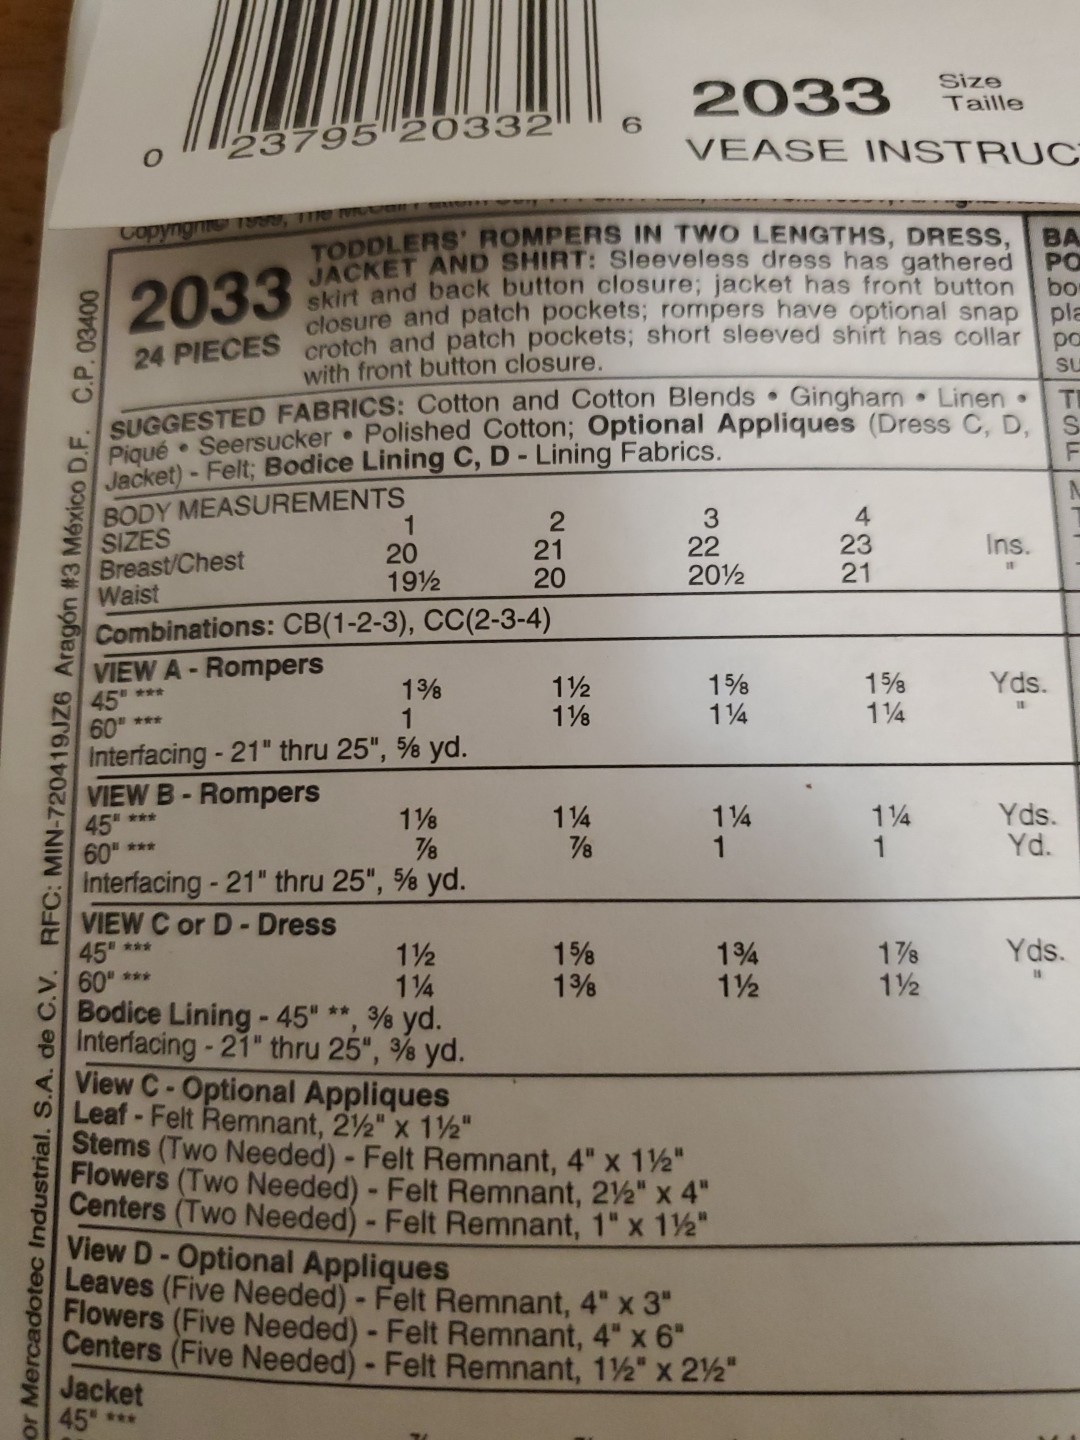 0 23795 20332 6
2033 Size
Taille
VEASE INSTRUC
Copyright© 1999, The McCall Pattern
2033
24 PIECES
TODDLERS' ROMPERS IN TWO LENGTHS, DRESS,
JACKET AND SHIRT: Sleeveless dress has gathered
skirt and back button closure; jacket has front button
closure and patch pockets; rompers have optional snap
crotch and patch pockets; short sleeved shirt has collar
with front button closure.
SUGGESTED FABRICS: Cotton and Cotton Blends • Gingham • Linen •
Piqué • Seersucker • Polished Cotton; Optional Appliques (Dress C, D,
Jacket) - Felt; Bodice Lining C, D - Lining Fabrics.
BODY MEASUREMENTS
SIZES 1 2 3 4
Breast/Chest 20 21 22 23 Ins.
Waist 19½ 20 20½ 21 "
Combinations: CB(1-2-3), CC(2-3-4)
VIEW A - Rompers
45" *** 1⅜ 1½ 1⅝ 1⅝ Yds.
60" *** 1 1⅛ 1¼ 1¼ "
Interfacing - 21" thru 25", ⅝ yd.
VIEW B - Rompers
45" *** 1⅛ 1¼ 1¼ 1¼ Yds.
60" *** ⅞ ⅞ 1 1 Yd.
Interfacing - 21" thru 25", ⅝ yd.
VIEW C or D - Dress
45" *** 1½ 1⅝ 1¾ 1⅞ Yds.
60" *** 1¼ 1⅜ 1½ 1½ "
Bodice Lining - 45" **, ⅜ yd.
Interfacing - 21" thru 25", ⅜ yd.
View C - Optional Appliques
Leaf - Felt Remnant, 2½" x 1½"
Stems (Two Needed) - Felt Remnant, 4" x 1½"
Flowers (Two Needed) - Felt Remnant, 2½" x 4"
Centers (Two Needed) - Felt Remnant, 1" x 1½"
View D - Optional Appliques
Leaves (Five Needed) - Felt Remnant, 4" x 3"
Flowers (Five Needed) - Felt Remnant, 4" x 6"
Centers (Five Needed) - Felt Remnant, 1½" x 2½"
Jacket
45" ***
or Mercadotec Industrial. S.A. de C.V. RFC: MIN-720419JZ6 Aragón #3 México D.F. C.P. 03400
BA
PO
bo
pla
po
su